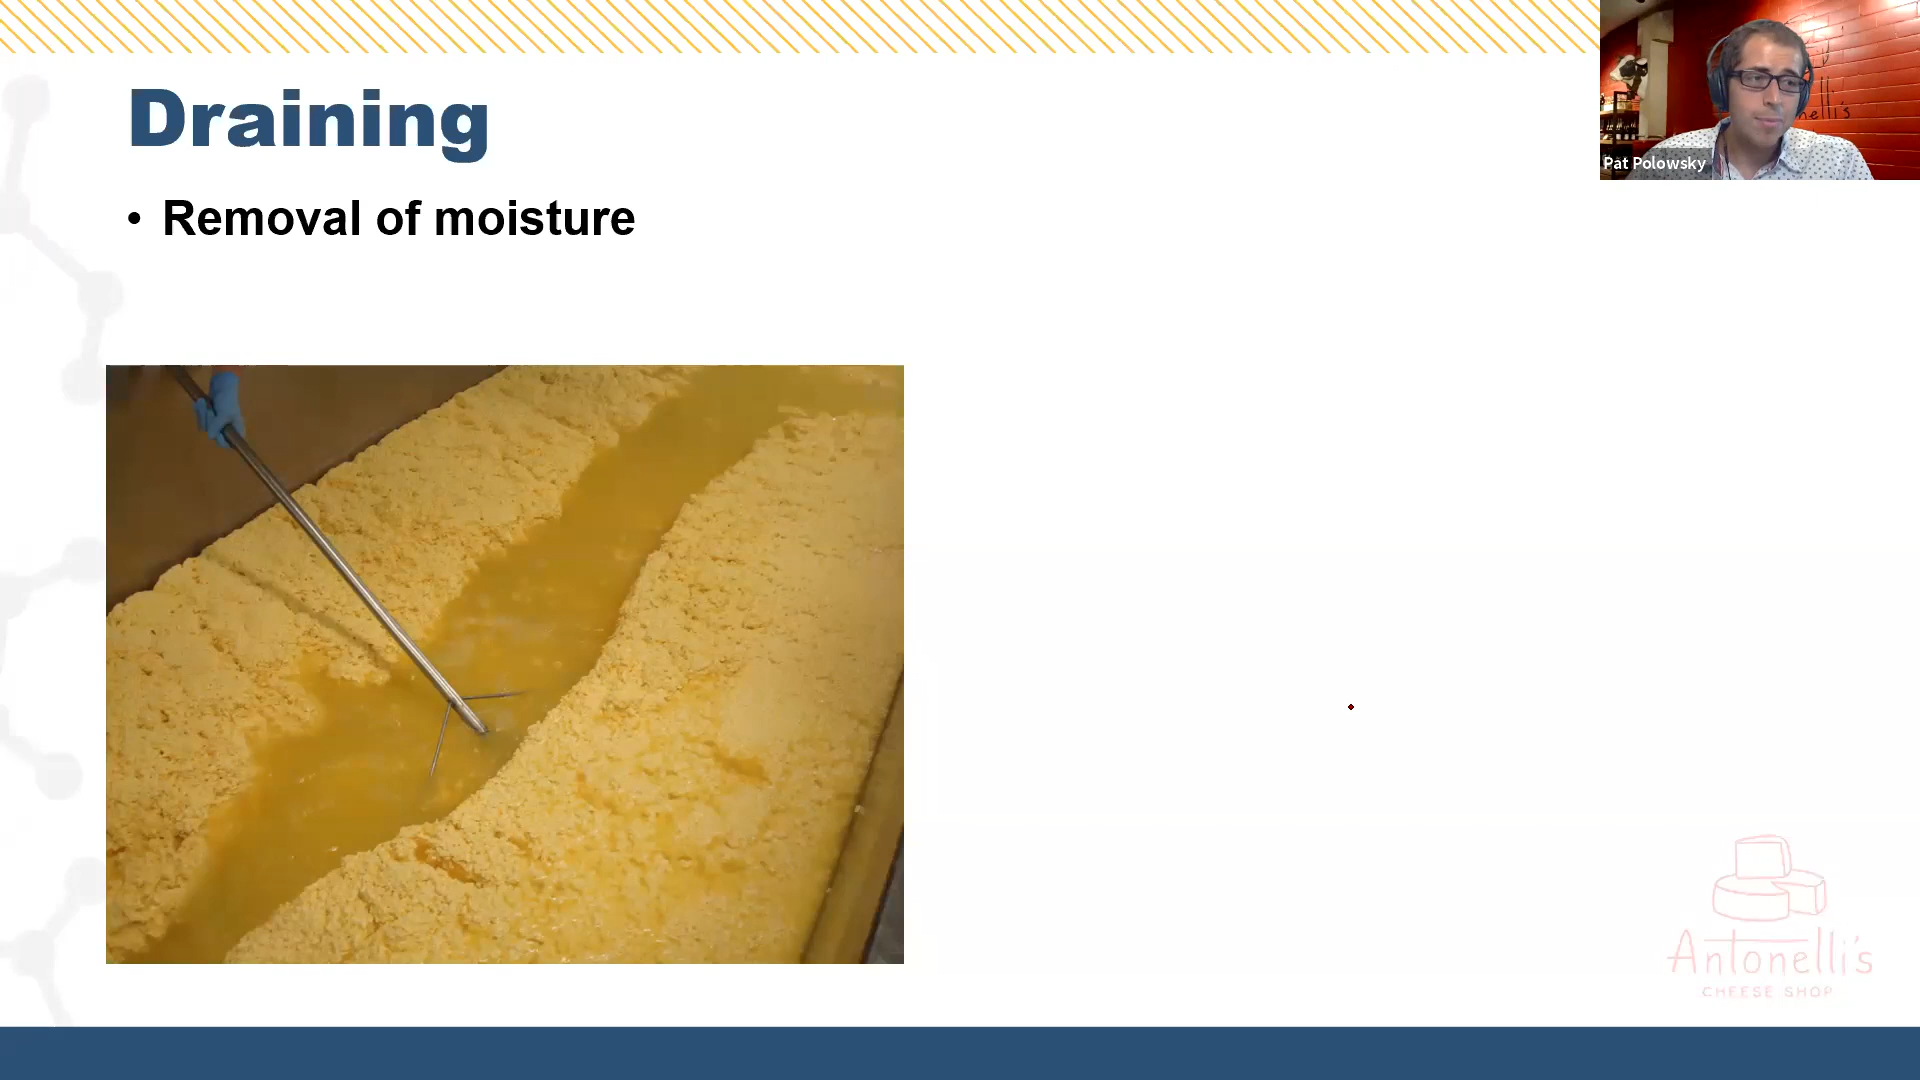 Draining
• Removal of moisture
Pat Polowsky
Antonelli's
CHEESE SHOP